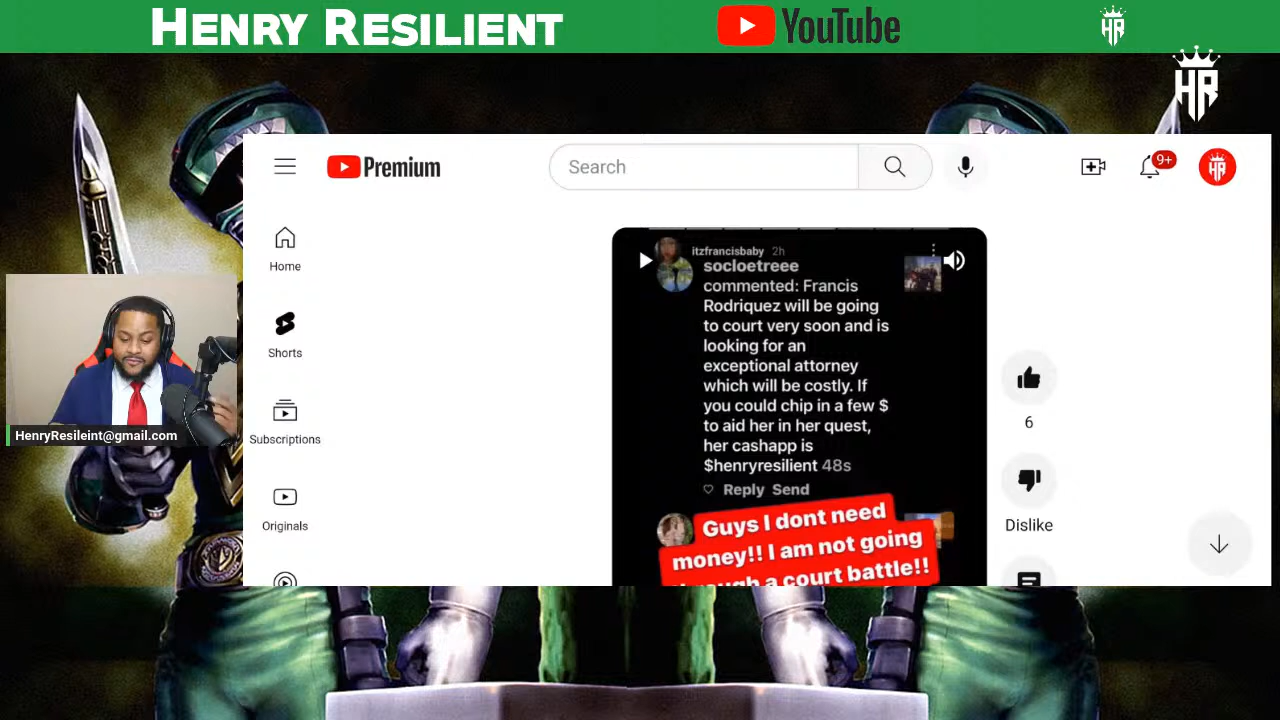 HENRY RESILIENT
YouTube
HR
HR
Premium
Search
9+
HR
Home
Shorts
Subscriptions
Originals
itzfrancisbaby 2h
socloetreee
commented: Francis
Rodriquez will be going
to court very soon and is
looking for an
exceptional attorney
which will be costly. If
you could chip in a few $
to aid her in her quest,
her cashapp is
$henryresilient 48s
Reply Send
Guys I dont need
money!! I am not going
through a court battle!!
6
Dislike
HenryResileint@gmail.com